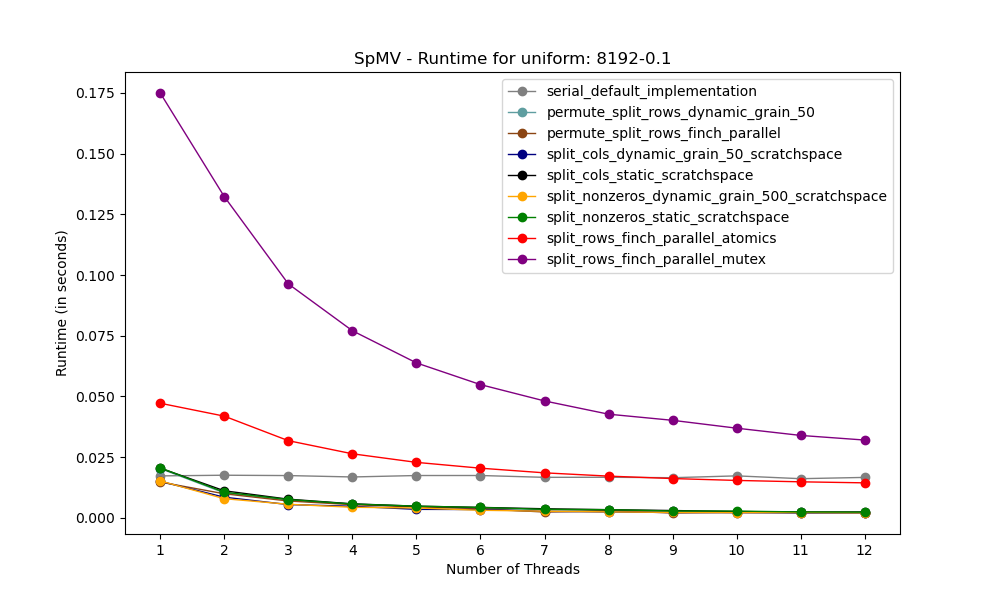 SpMV - Runtime for uniform: 8192-0.1
serial_default_implementation
permute_split_rows_dynamic_grain_50
permute_split_rows_finch_parallel
split_cols_dynamic_grain_50_scratchspace
split_cols_static_scratchspace
split_nonzeros_dynamic_grain_500_scratchspace
split_nonzeros_static_scratchspace
split_rows_finch_parallel_atomics
split_rows_finch_parallel_mutex
Runtime (in seconds)
0.175
0.150
0.125
0.100
0.075
0.050
0.025
0.000
1 2 3 4 5 6 7 8 9 10 11 12
Number of Threads